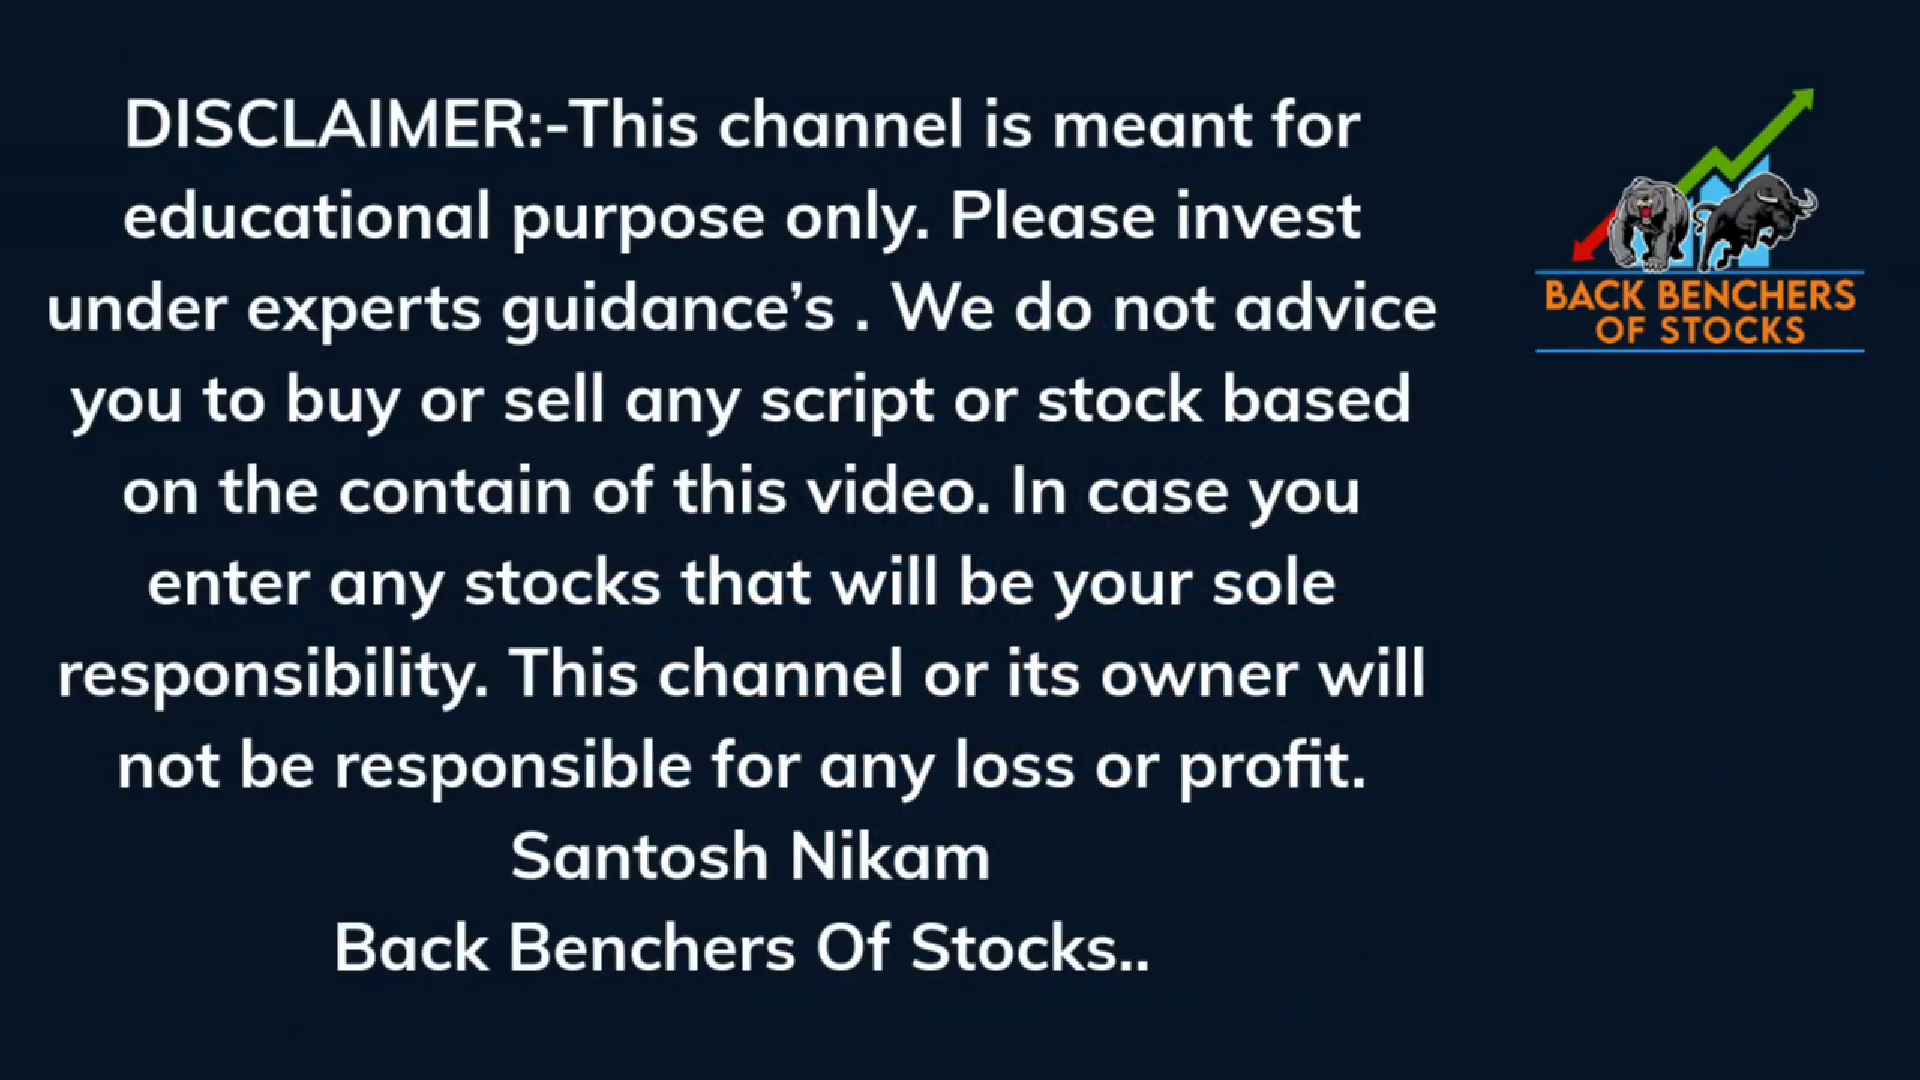 DISCLAIMER:-This channel is meant for
educational purpose only. Please invest
under experts guidance’s . We do not advice
you to buy or sell any script or stock based
on the contain of this video. In case you
enter any stocks that will be your sole
responsibility. This channel or its owner will
not be responsible for any loss or profit.
Santosh Nikam
Back Benchers Of Stocks..
BACK BENCHERS
OF STOCKS